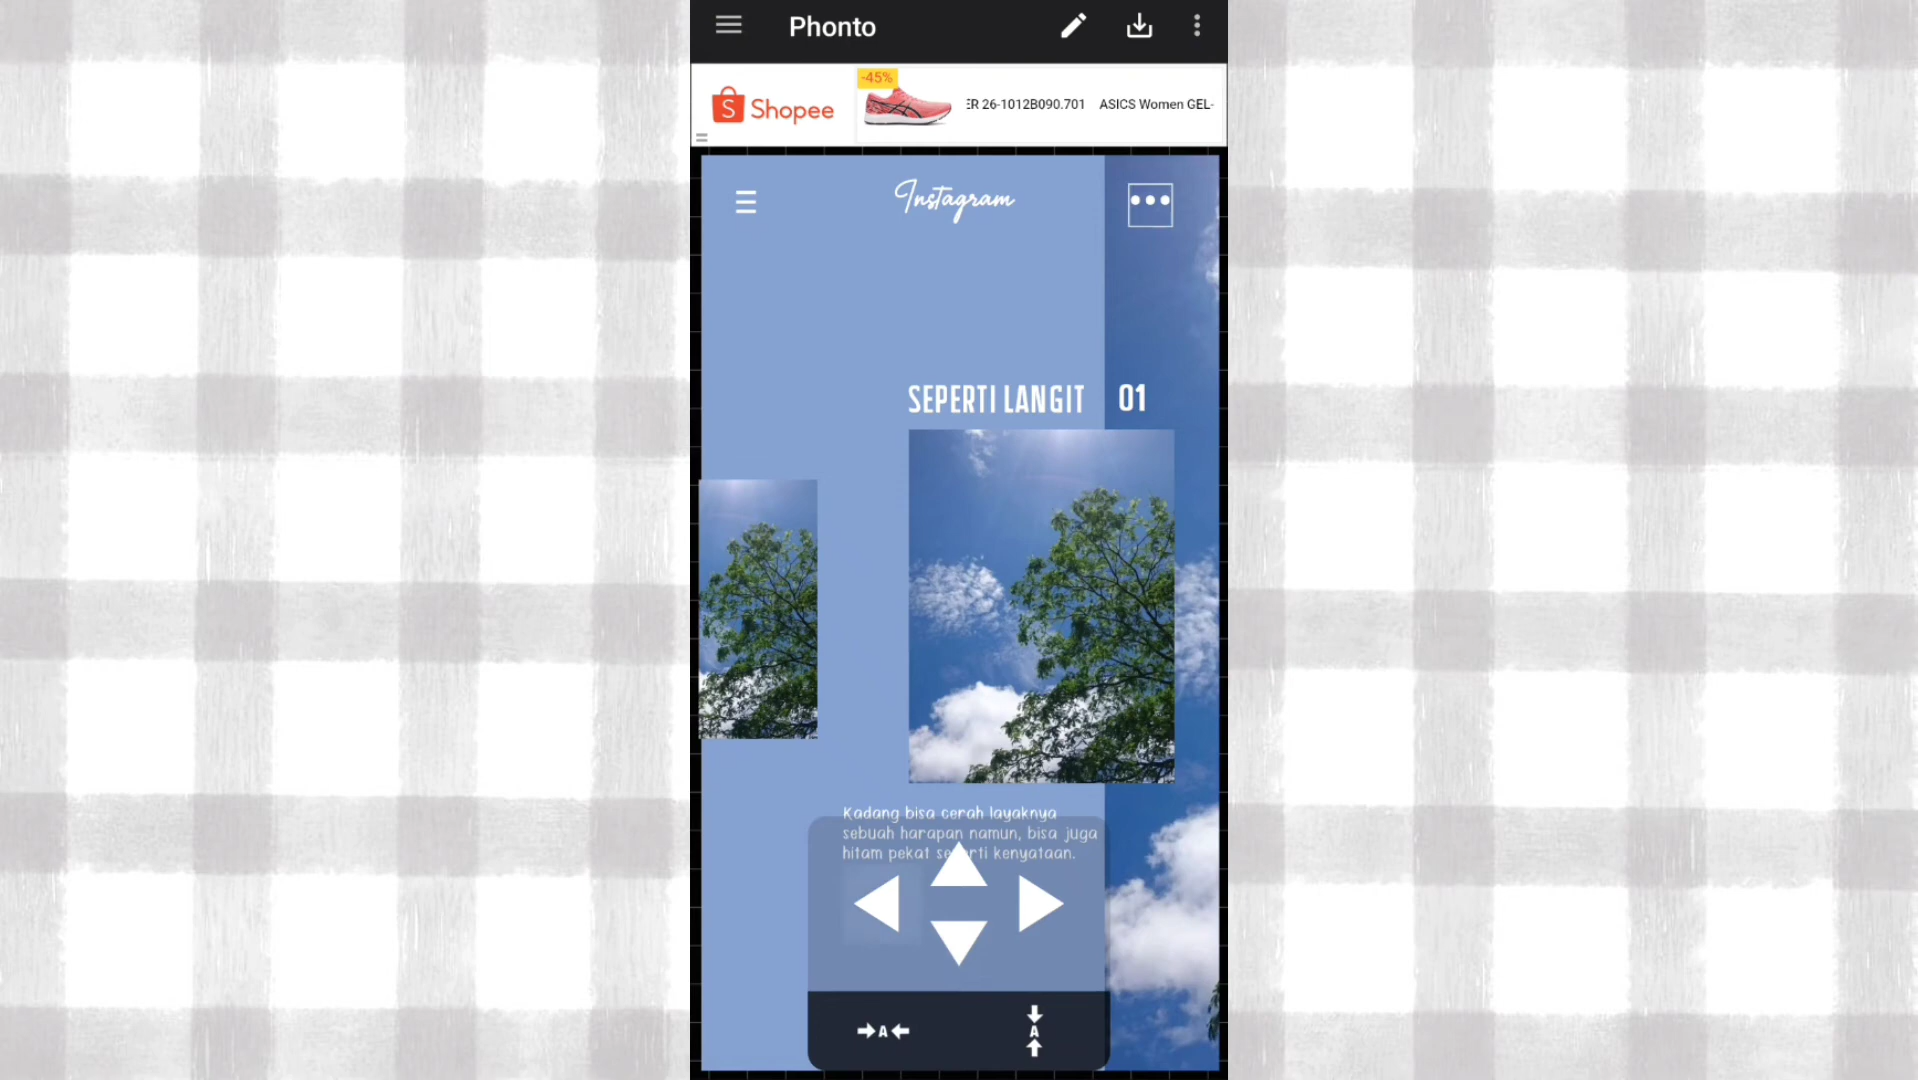 Phonto
S Shopee
-45%
ER 26-1012B090.701 ASICS Women GEL-
Instagram
SEPERTI LANGIT 01
Kadang bisa cerah layaknya
sebuah harapan namun, bisa juga
hitam pekat seperti kenyataan.
A
A